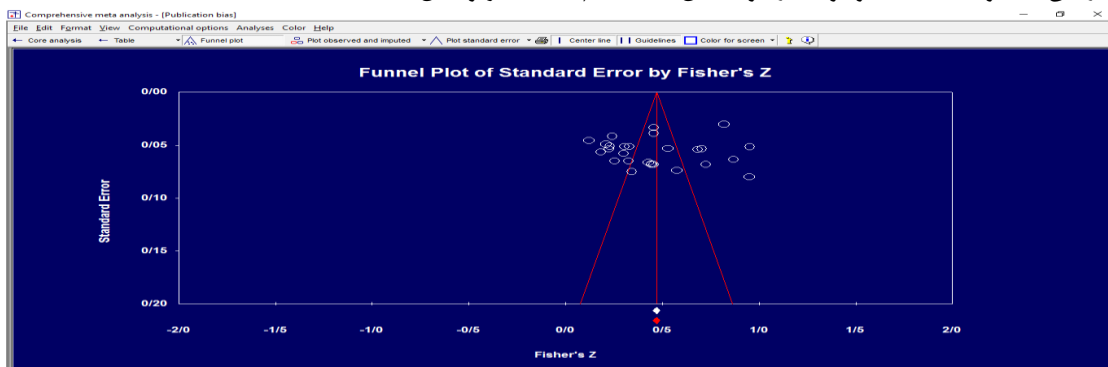 Comprehensive meta analysis - [Publication bias]
File Edit Format View Computational options Analyses Color Help
← Core analysis ← Table Funnel plot Plot observed and imputed Plot standard error Center line Guidelines Color for screen
Funnel Plot of Standard Error by Fisher's Z
0/00
0/05
0/10
0/15
0/20
Standard Error
-2/0 -1/5 -1/0 -0/5 0/0 0/5 1/0 1/5 2/0
Fisher's Z